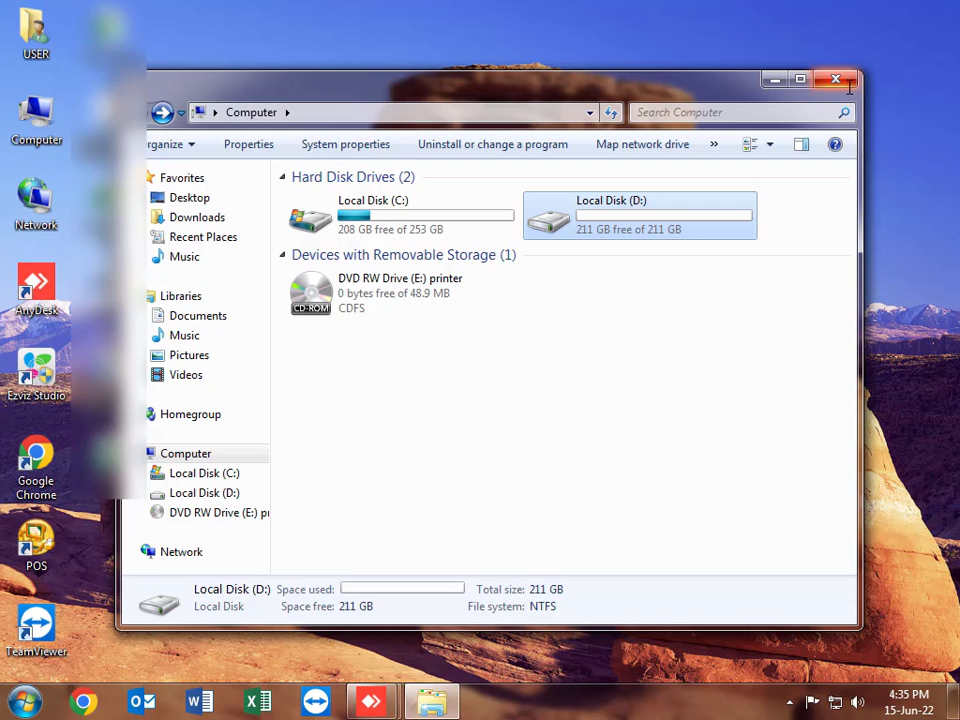 USER
Computer
Network
AnyDesk
Ezviz Studio
Google
Chrome
POS
TeamViewer
Computer
Search Computer
rganize
Properties
System properties
Uninstall or change a program
Map network drive
»
Favorites
Desktop
Downloads
Recent Places
Music
Libraries
Documents
Music
Pictures
Videos
Homegroup
Computer
Local Disk (C:)
Local Disk (D:)
DVD RW Drive (E:) pr
Network
Hard Disk Drives (2)
Local Disk (C:)
208 GB free of 253 GB
Local Disk (D:)
211 GB free of 211 GB
Devices with Removable Storage (1)
DVD RW Drive (E:) printer
0 bytes free of 48.9 MB
CDFS
CD-ROM
Local Disk (D:) Space used: Total size: 211 GB
Local Disk Space free: 211 GB File system: NTFS
4:35 PM
15-Jun-22